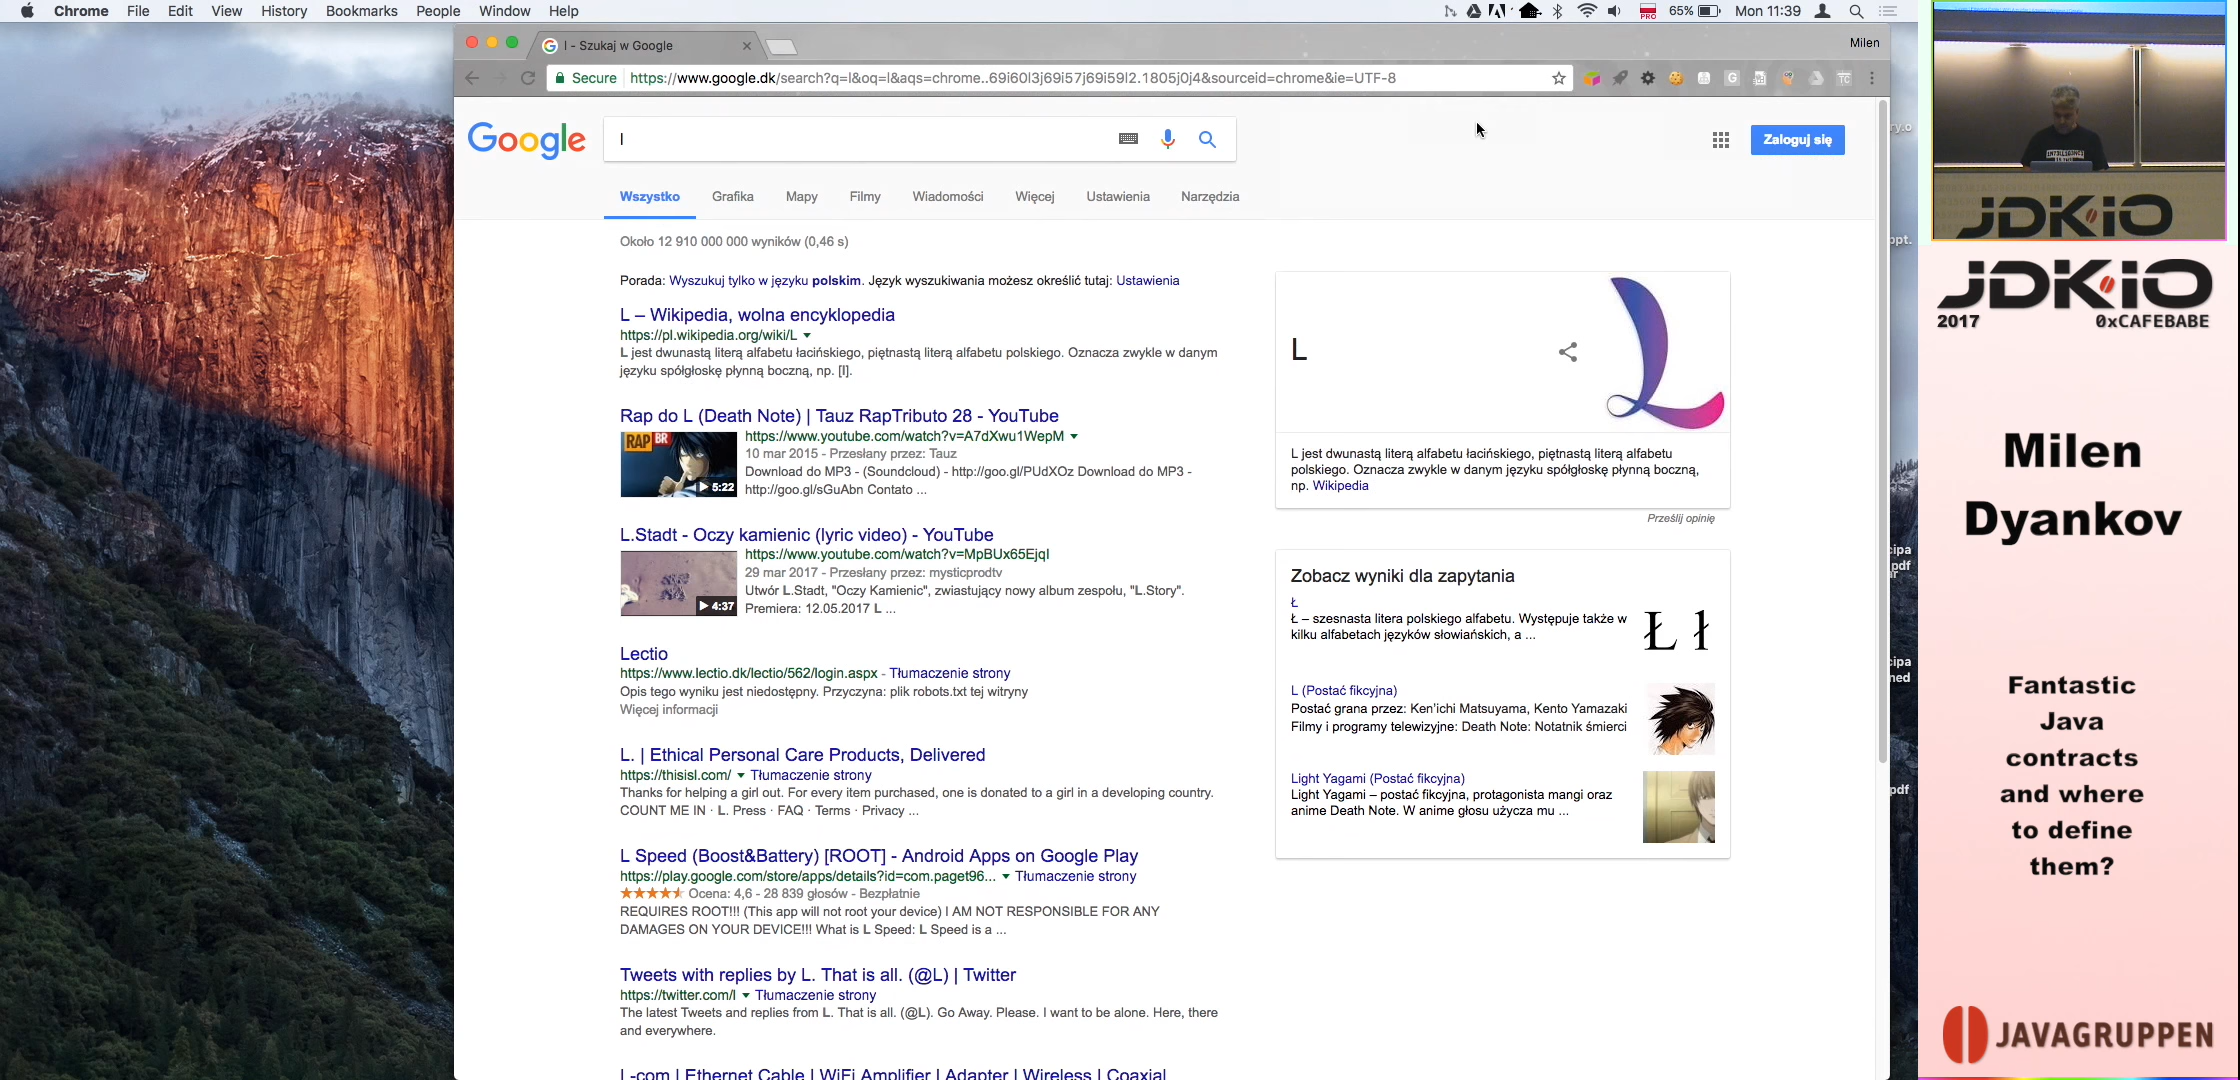 Chrome File Edit View History Bookmarks People Window Help
PRO 65% Mon 11:39
l - Szukaj w Google
Milen
Secure https://www.google.dk/search?q=l&oq=l&aqs=chrome..69i60l3j69i57j69i59l2.1805j0j4&sourceid=chrome&ie=UTF-8
Google
l
Zaloguj się
Wszystko Grafika Mapy Filmy Wiadomości Więcej Ustawienia Narzędzia
Około 12 910 000 000 wyników (0,46 s)
Porada: Wyszukuj tylko w języku polskim. Język wyszukiwania możesz określić tutaj: Ustawienia
L – Wikipedia, wolna encyklopedia
https://pl.wikipedia.org/wiki/L
L jest dwunastą literą alfabetu łacińskiego, piętnastą literą alfabetu polskiego. Oznacza zwykle w danym
języku spółgłoskę płynną boczną, np. [l].
Rap do L (Death Note) | Tauz RapTributo 28 - YouTube
RAP BR
5:22
https://www.youtube.com/watch?v=A7dXwu1WepM
10 mar 2015 - Przesłany przez: Tauz
Download do MP3 - (Soundcloud) - http://goo.gl/PUdXOz Download do MP3 -
http://goo.gl/sGuAbn Contato ...
L.Stadt - Oczy kamienic (lyric video) - YouTube
4:37
https://www.youtube.com/watch?v=MpBUx65EjqI
29 mar 2017 - Przesłany przez: mysticprodtv
Utwór L.Stadt, "Oczy Kamienic", zwiastujący nowy album zespołu, "L.Story".
Premiera: 12.05.2017 L ...
Lectio
https://www.lectio.dk/lectio/562/login.aspx - Tłumaczenie strony
Opis tego wyniku jest niedostępny. Przyczyna: plik robots.txt tej witryny
Więcej informacji
L. | Ethical Personal Care Products, Delivered
https://thisisl.com/ Tłumaczenie strony
Thanks for helping a girl out. For every item purchased, one is donated to a girl in a developing country.
COUNT ME IN · L. Press · FAQ · Terms · Privacy ...
L Speed (Boost&Battery) [ROOT] - Android Apps on Google Play
https://play.google.com/store/apps/details?id=com.paget96... Tłumaczenie strony
Ocena: 4,6 - 28 839 głosów - Bezpłatnie
REQUIRES ROOT!!! (This app will not root your device) I AM NOT RESPONSIBLE FOR ANY
DAMAGES ON YOUR DEVICE!!! What is L Speed: L Speed is a ...
Tweets with replies by L. That is all. (@L) | Twitter
https://twitter.com/l Tłumaczenie strony
The latest Tweets and replies from L. That is all. (@L). Go Away. Please. I want to be alone. Here, there
and everywhere.
L-com | Ethernet Cable | WiFi Amplifier | Adapter | Wireless | Coaxial
L
L jest dwunastą literą alfabetu łacińskiego, piętnastą literą alfabetu
polskiego. Oznacza zwykle w danym języku spółgłoskę płynną boczną,
np. Wikipedia
Prześlij opinię
Zobacz wyniki dla zapytania
Ł
Ł – szesnasta litera polskiego alfabetu. Występuje także w
kilku alfabetach języków słowiańskich, a ...
Ł ł
L (Postać fikcyjna)
Postać grana przez: Ken'ichi Matsuyama, Kento Yamazaki
Filmy i programy telewizyjne: Death Note: Notatnik śmierci
Light Yagami (Postać fikcyjna)
Light Yagami – postać fikcyjna, protagonista mangi oraz
anime Death Note. W anime głosu użycza mu ...
JDK.iO
JDK.iO
2017 0xCAFEBABE
Milen
Dyankov
Fantastic
Java
contracts
and where
to define
them?
JAVAGRUPPEN